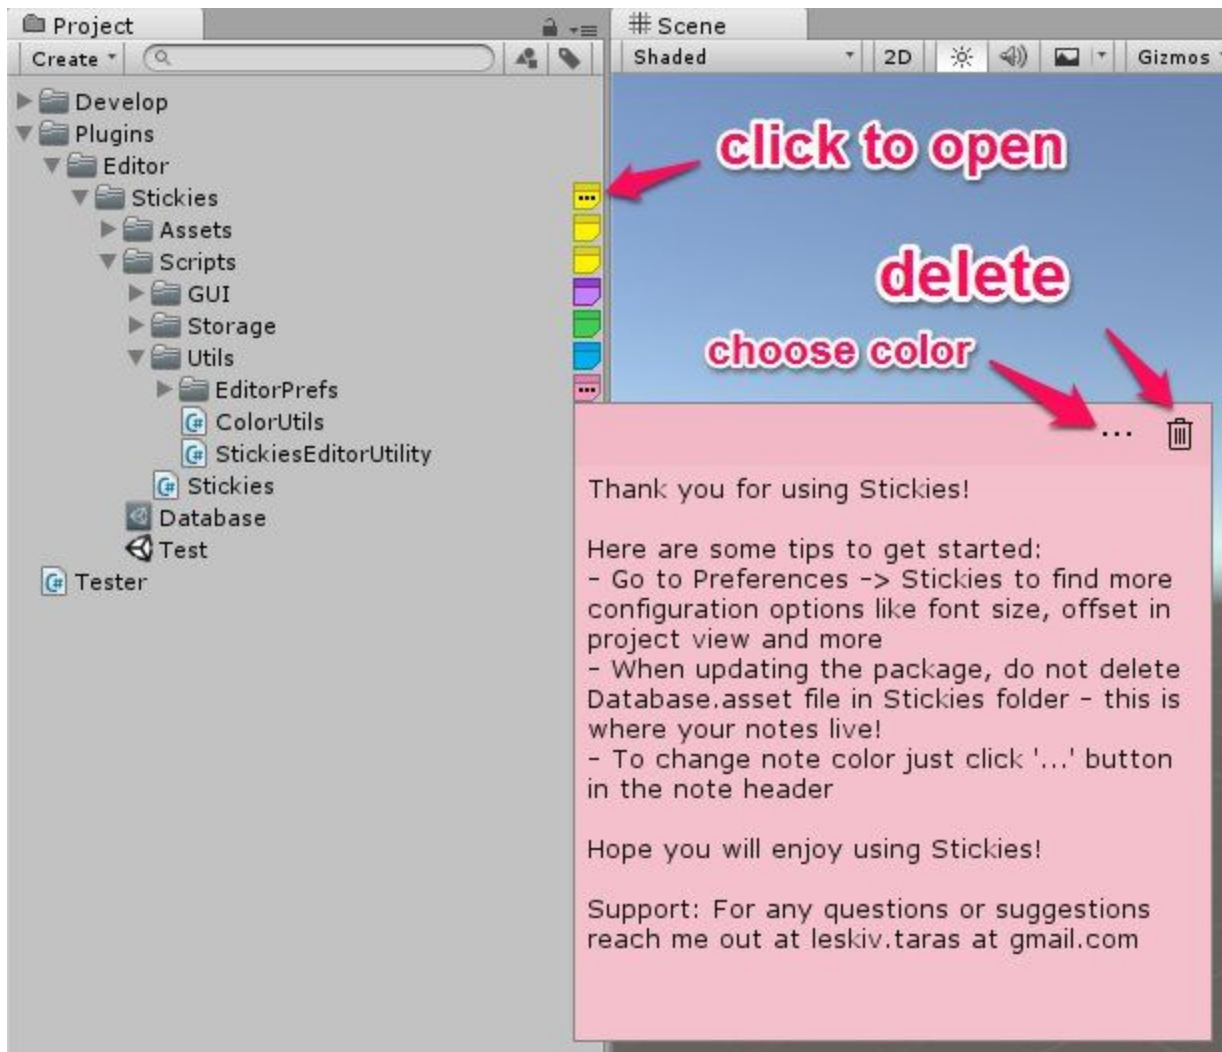 Project
Scene
Create
Shaded
2D
Gizmos
Develop
Plugins
Editor
Stickies
Assets
Scripts
GUI
Storage
Utils
EditorPrefs
C# ColorUtils
C# StickiesEditorUtility
C# Stickies
Database
Test
C# Tester
click to open
delete
choose color
...
Thank you for using Stickies!
Here are some tips to get started:
- Go to Preferences -> Stickies to find more
configuration options like font size, offset in
project view and more
- When updating the package, do not delete
Database.asset file in Stickies folder - this is
where your notes live!
- To change note color just click '...' button
in the note header
Hope you will enjoy using Stickies!
Support: For any questions or suggestions
reach me out at leskiv.taras at gmail.com